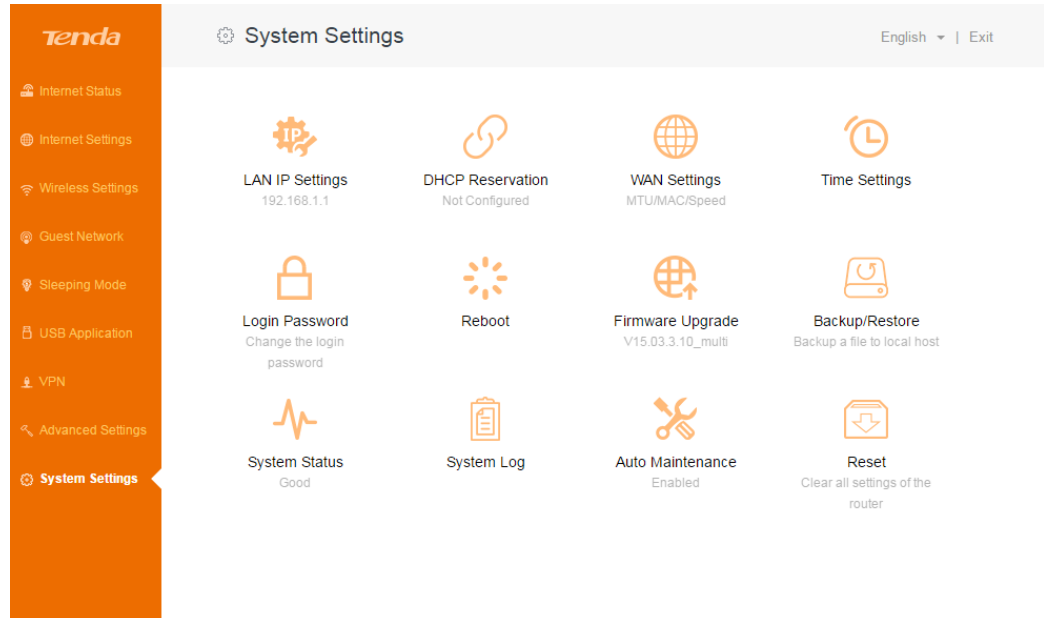 Tenda
System Settings
English | Exit
Internet Status
Internet Settings
Wireless Settings
Guest Network
Sleeping Mode
USB Application
VPN
Advanced Settings
System Settings
IP
LAN IP Settings
192.168.1.1
DHCP Reservation
Not Configured
WAN Settings
MTU/MAC/Speed
Time Settings
Login Password
Change the login
password
Reboot
Firmware Upgrade
V15.03.3.10_multi
Backup/Restore
Backup a file to local host
System Status
Good
System Log
Auto Maintenance
Enabled
Reset
Clear all settings of the
router